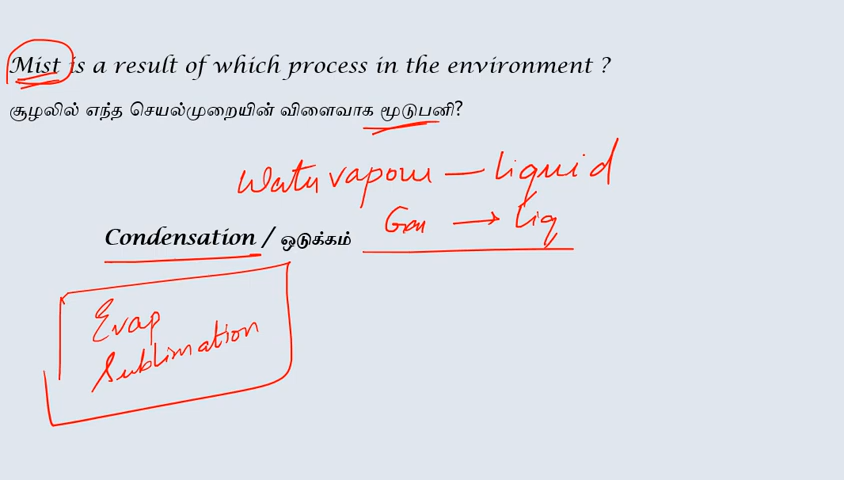 Mist is a result of which process in the environment ?
சூழலில் எந்த செயல்முறையின் விளைவாக மூடுபனி?
Water vapour — liquid
Gas → Liq
Condensation / ஒடுக்கம்
Evap
Sublimation